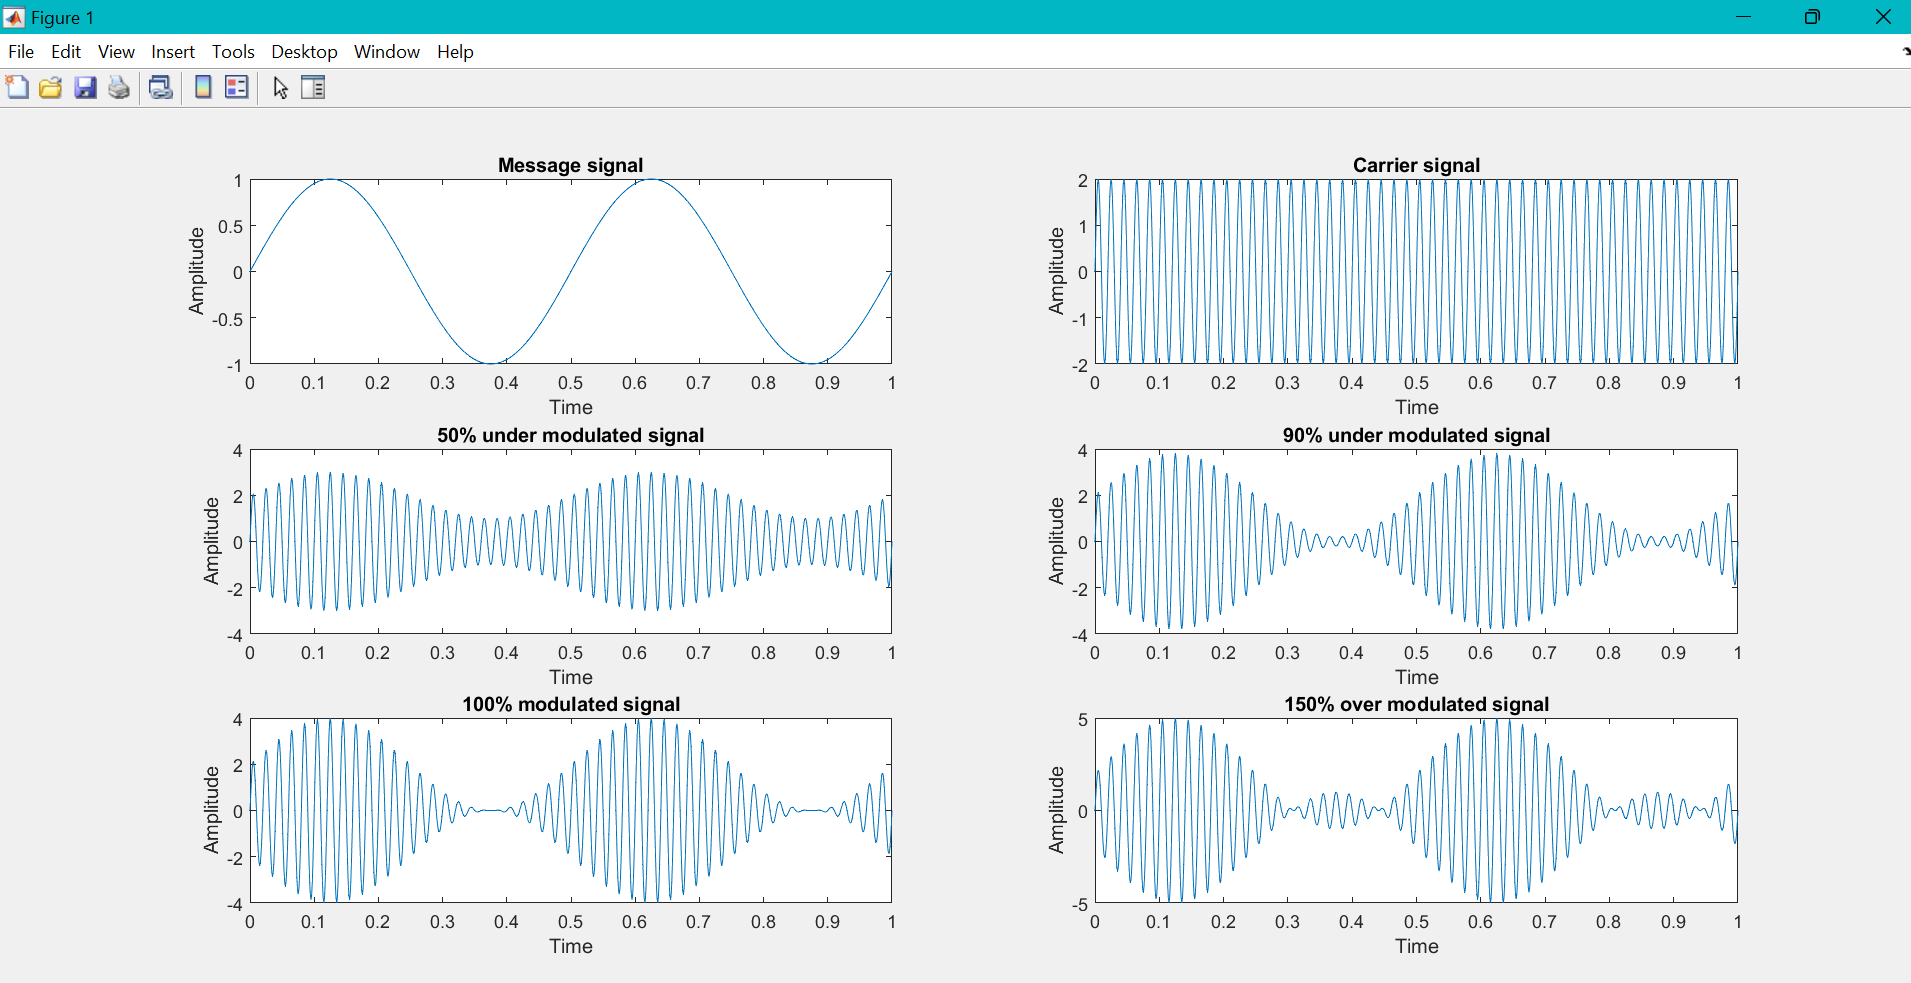 Figure 1
File Edit View Insert Tools Desktop Window Help
Message signal
Amplitude
1
0.5
0
-0.5
-1
0 0.1 0.2 0.3 0.4 0.5 0.6 0.7 0.8 0.9 1
Time
Carrier signal
Amplitude
2
1
0
-1
-2
0 0.1 0.2 0.3 0.4 0.5 0.6 0.7 0.8 0.9 1
Time
50% under modulated signal
Amplitude
4
2
0
-2
-4
0 0.1 0.2 0.3 0.4 0.5 0.6 0.7 0.8 0.9 1
Time
90% under modulated signal
Amplitude
4
2
0
-2
-4
0 0.1 0.2 0.3 0.4 0.5 0.6 0.7 0.8 0.9 1
Time
100% modulated signal
Amplitude
4
2
0
-2
-4
0 0.1 0.2 0.3 0.4 0.5 0.6 0.7 0.8 0.9 1
Time
150% over modulated signal
Amplitude
5
0
-5
0 0.1 0.2 0.3 0.4 0.5 0.6 0.7 0.8 0.9 1
Time